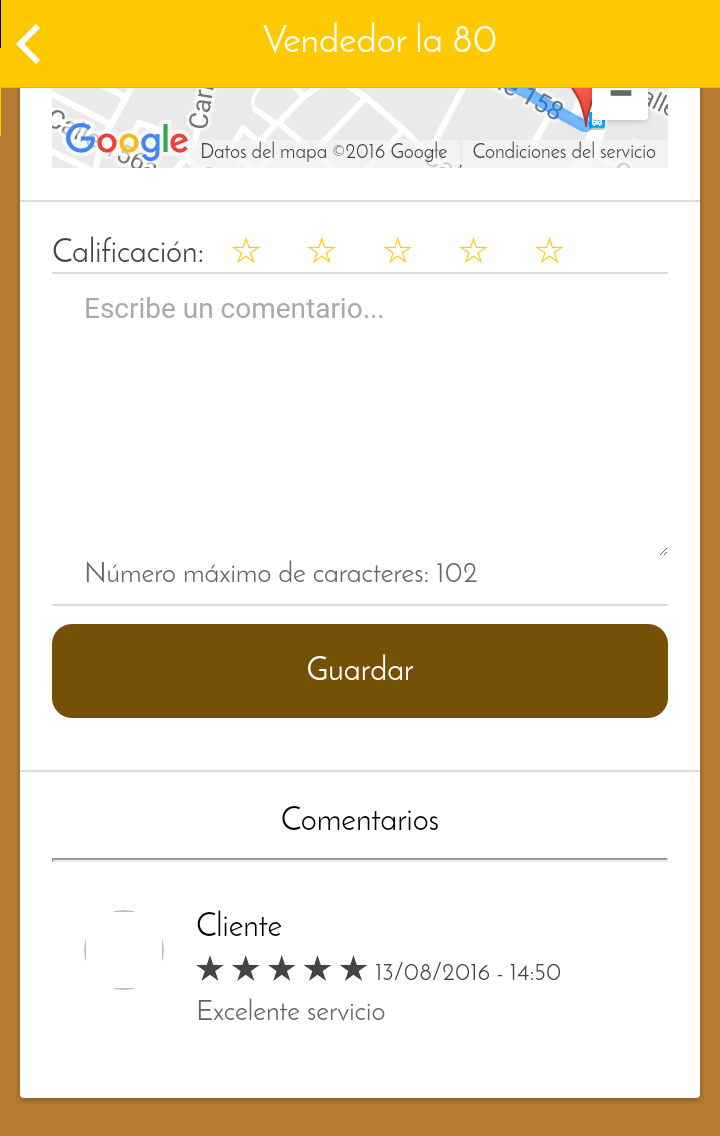 Vendedor la 80
Google
Datos del mapa ©2016 Google
Condiciones del servicio
Calificación:
Escribe un comentario...
Número máximo de caracteres: 102
Guardar
Comentarios
Cliente
13/08/2016 - 14:50
Excelente servicio